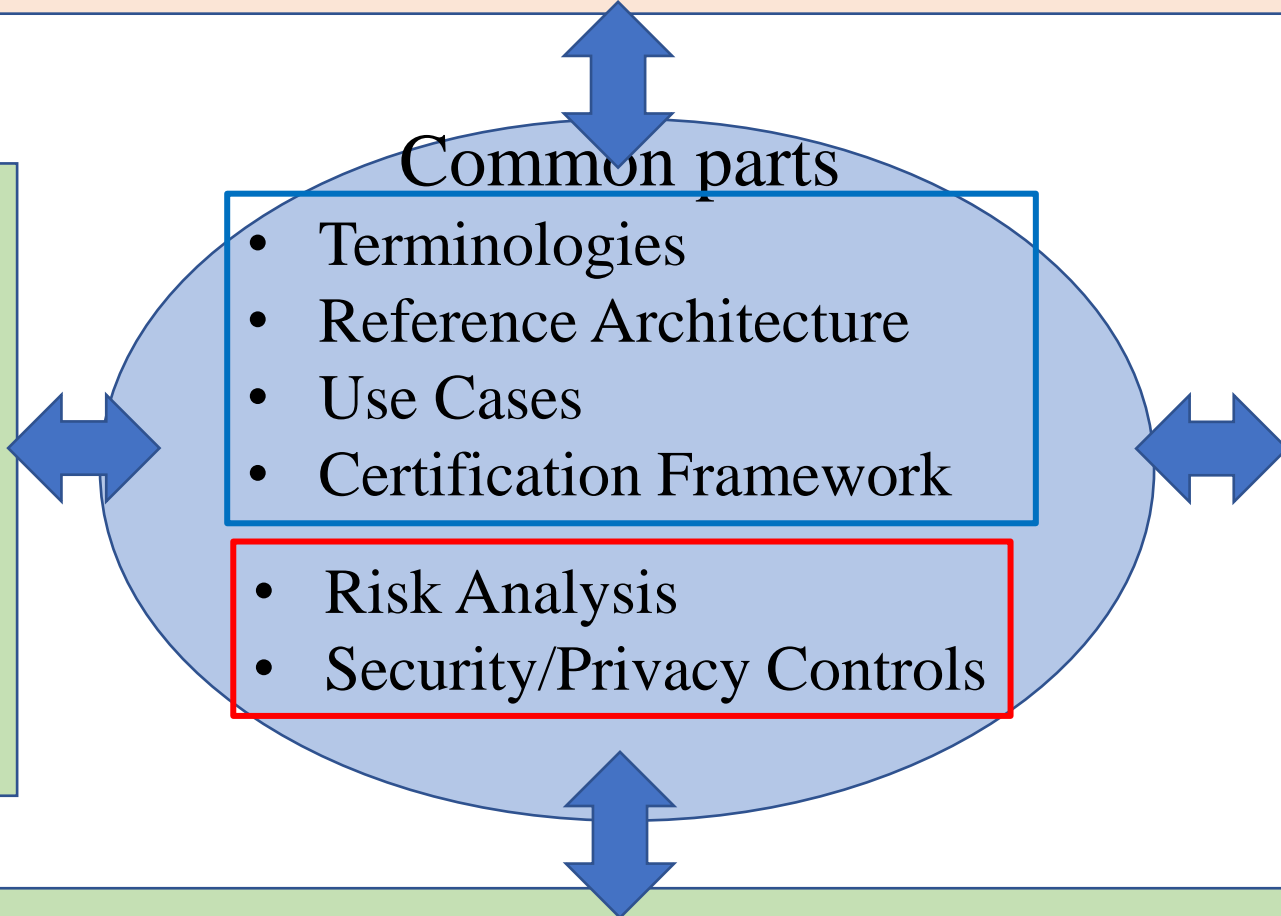 Common parts
• Terminologies
• Reference Architecture
• Use Cases
• Certification Framework
• Risk Analysis
• Security/Privacy Controls